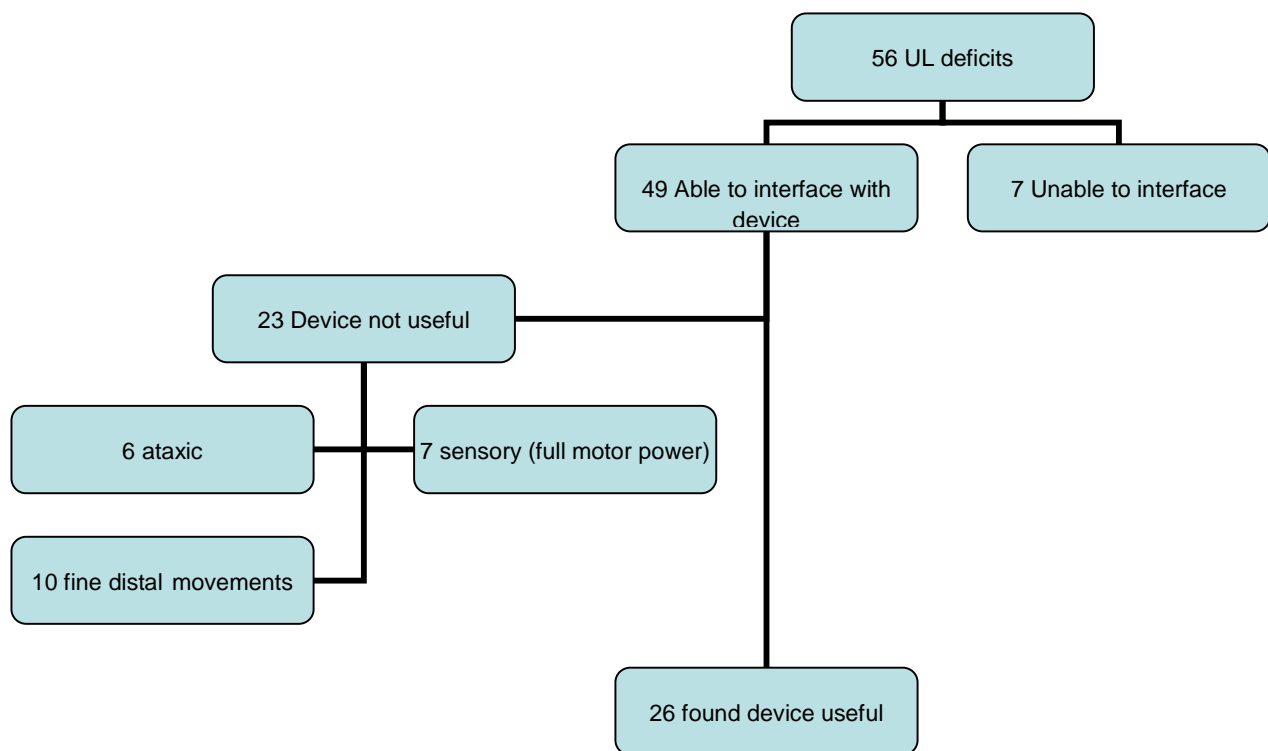 56 UL deficits
49 Able to interface with
device
7 Unable to interface
23 Device not useful
6 ataxic
7 sensory (full motor power)
10 fine distal movements
26 found device useful